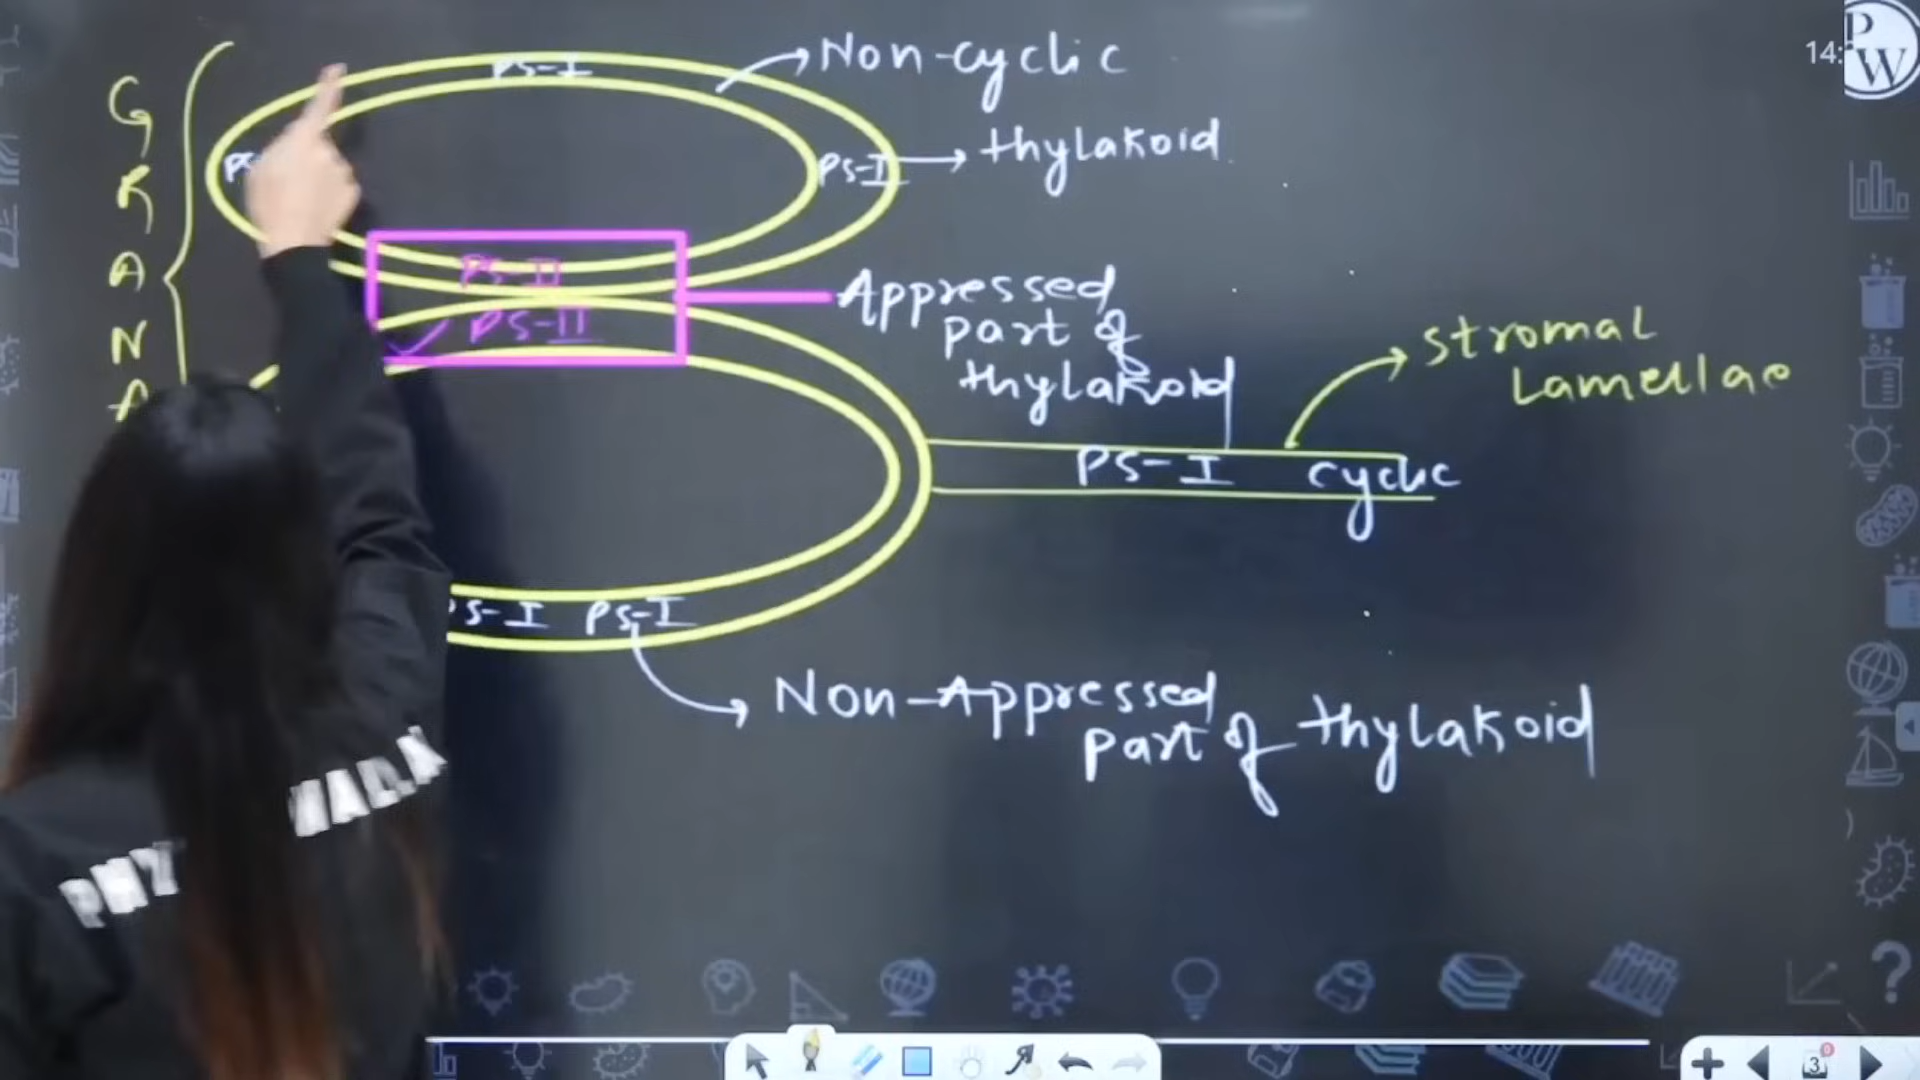 PS-I
Non-cyclic
14:
PW
GRANA
PS-I
thylakoid
PS-II
PS-II
Appressed
part of
thylakoid
stromal
Lamellae
PS-I cyclic
PS-I PS-I
Non-Appressed
part of thylakoid
3